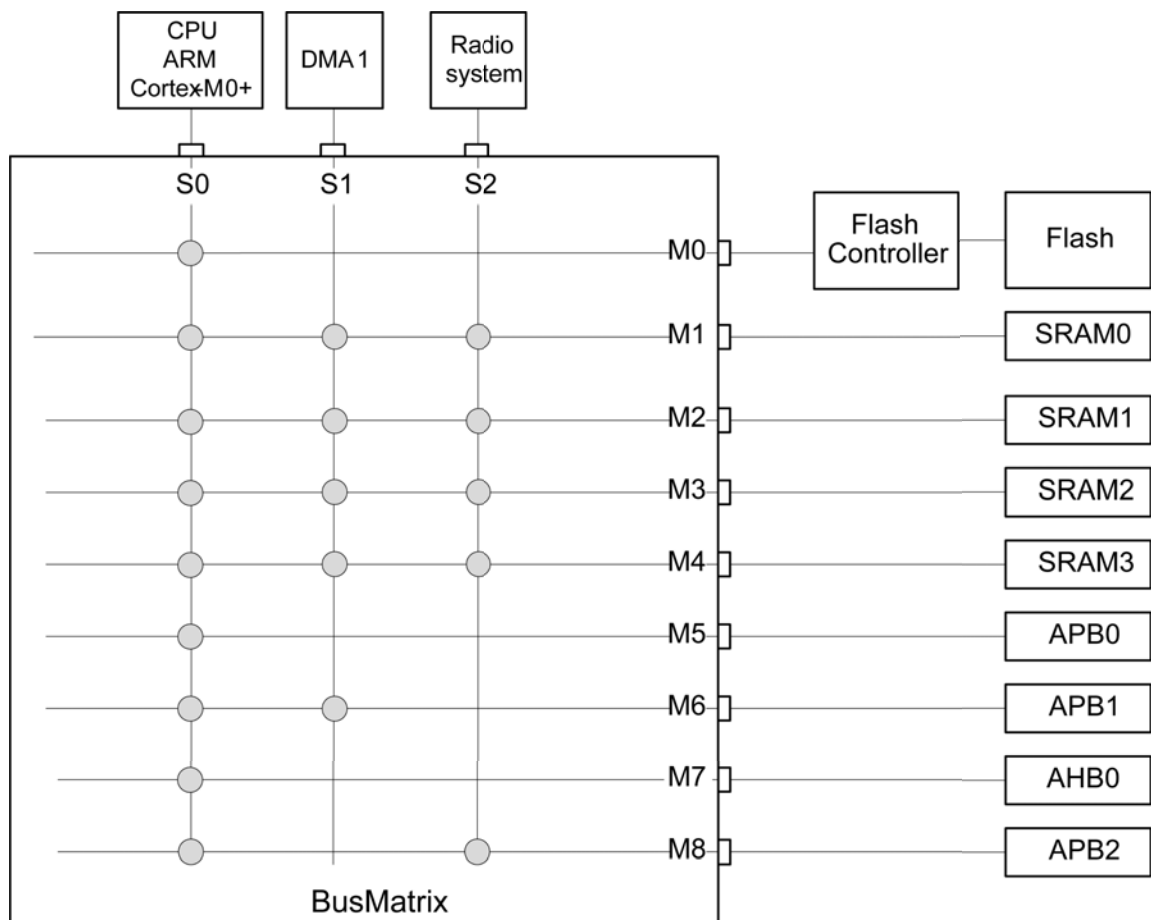 CPU
ARM
Cortex-M0+
DMA1
Radio
system
S0
S1
S2
M0
Flash
Controller
Flash
M1
SRAM0
M2
SRAM1
M3
SRAM2
M4
SRAM3
M5
APB0
M6
APB1
M7
AHB0
M8
APB2
BusMatrix